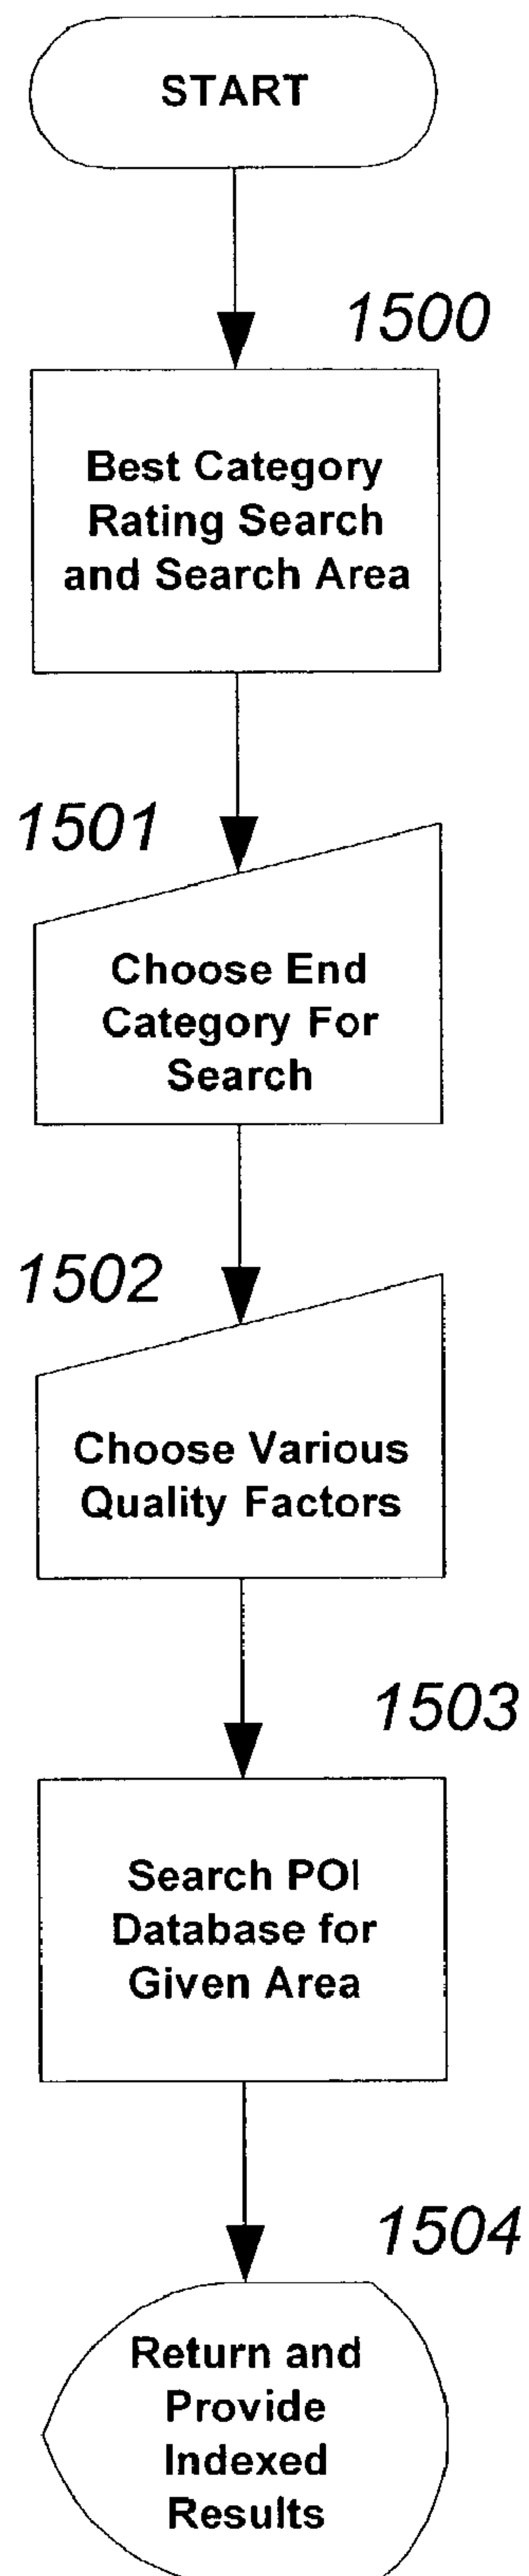 START
1500
Best Category
Rating Search
and Search Area
1501
Choose End
Category For
Search
1502
Choose Various
Quality Factors
1503
Search POI
Database for
Given Area
1504
Return and
Provide
Indexed
Results